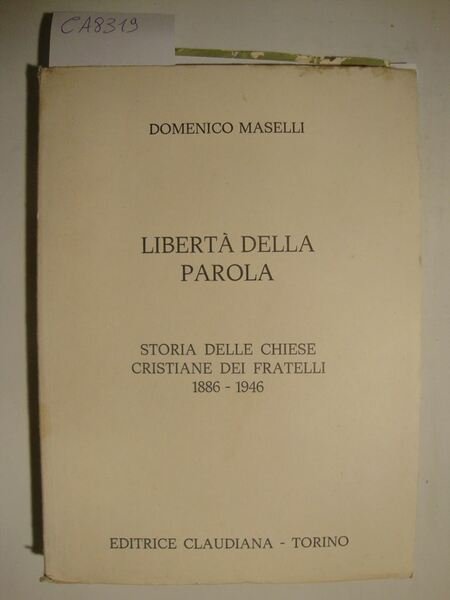 CA8319
DOMENICO MASELLI
LIBERTÀ DELLA
PAROLA
STORIA DELLE CHIESE
CRISTIANE DEI FRATELLI
1886 - 1946
EDITRICE CLAUDIANA - TORINO